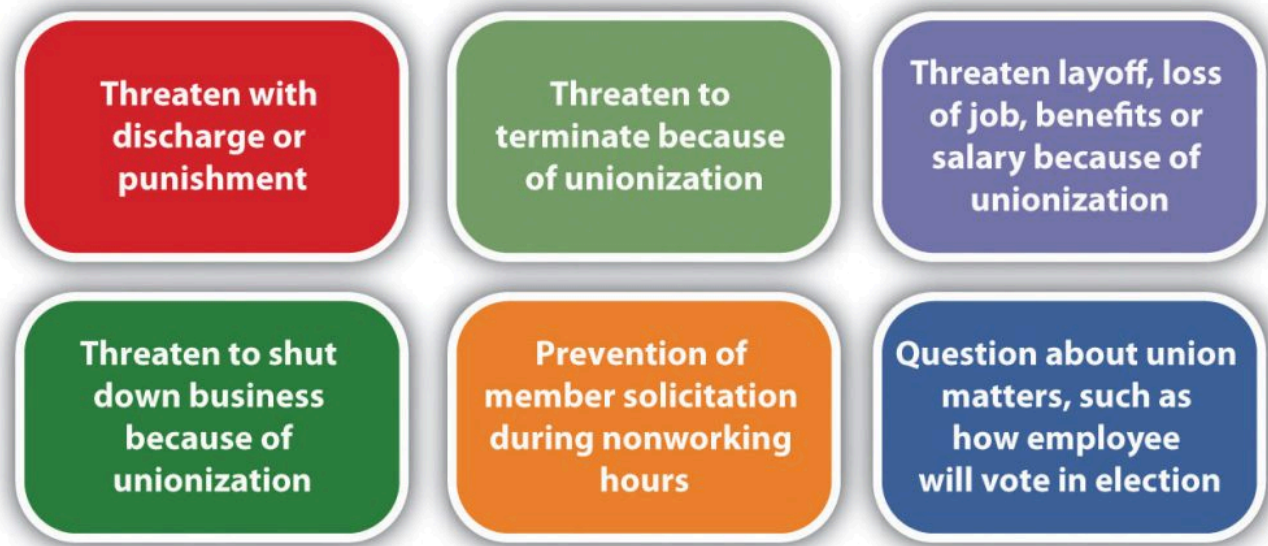 Threaten with
discharge or
punishment
Threaten to
terminate because
of unionization
Threaten layoff, loss
of job, benefits or
salary because of
unionization
Threaten to shut
down business
because of
unionization
Prevention of
member solicitation
during nonworking
hours
Question about union
matters, such as
how employee
will vote in election